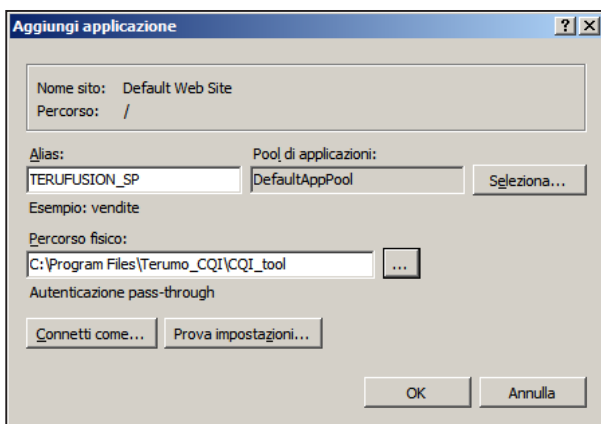 Aggiungi applicazione
Nome sito: Default Web Site
Percorso: /
Alias: Pool di applicazioni:
TERUFUSION_SP DefaultAppPool Seleziona...
Esempio: vendite
Percorso fisico:
C:\Program Files\Terumo_CQI\CQI_tool ...
Autenticazione pass-through
Connetti come... Prova impostazioni...
OK Annulla